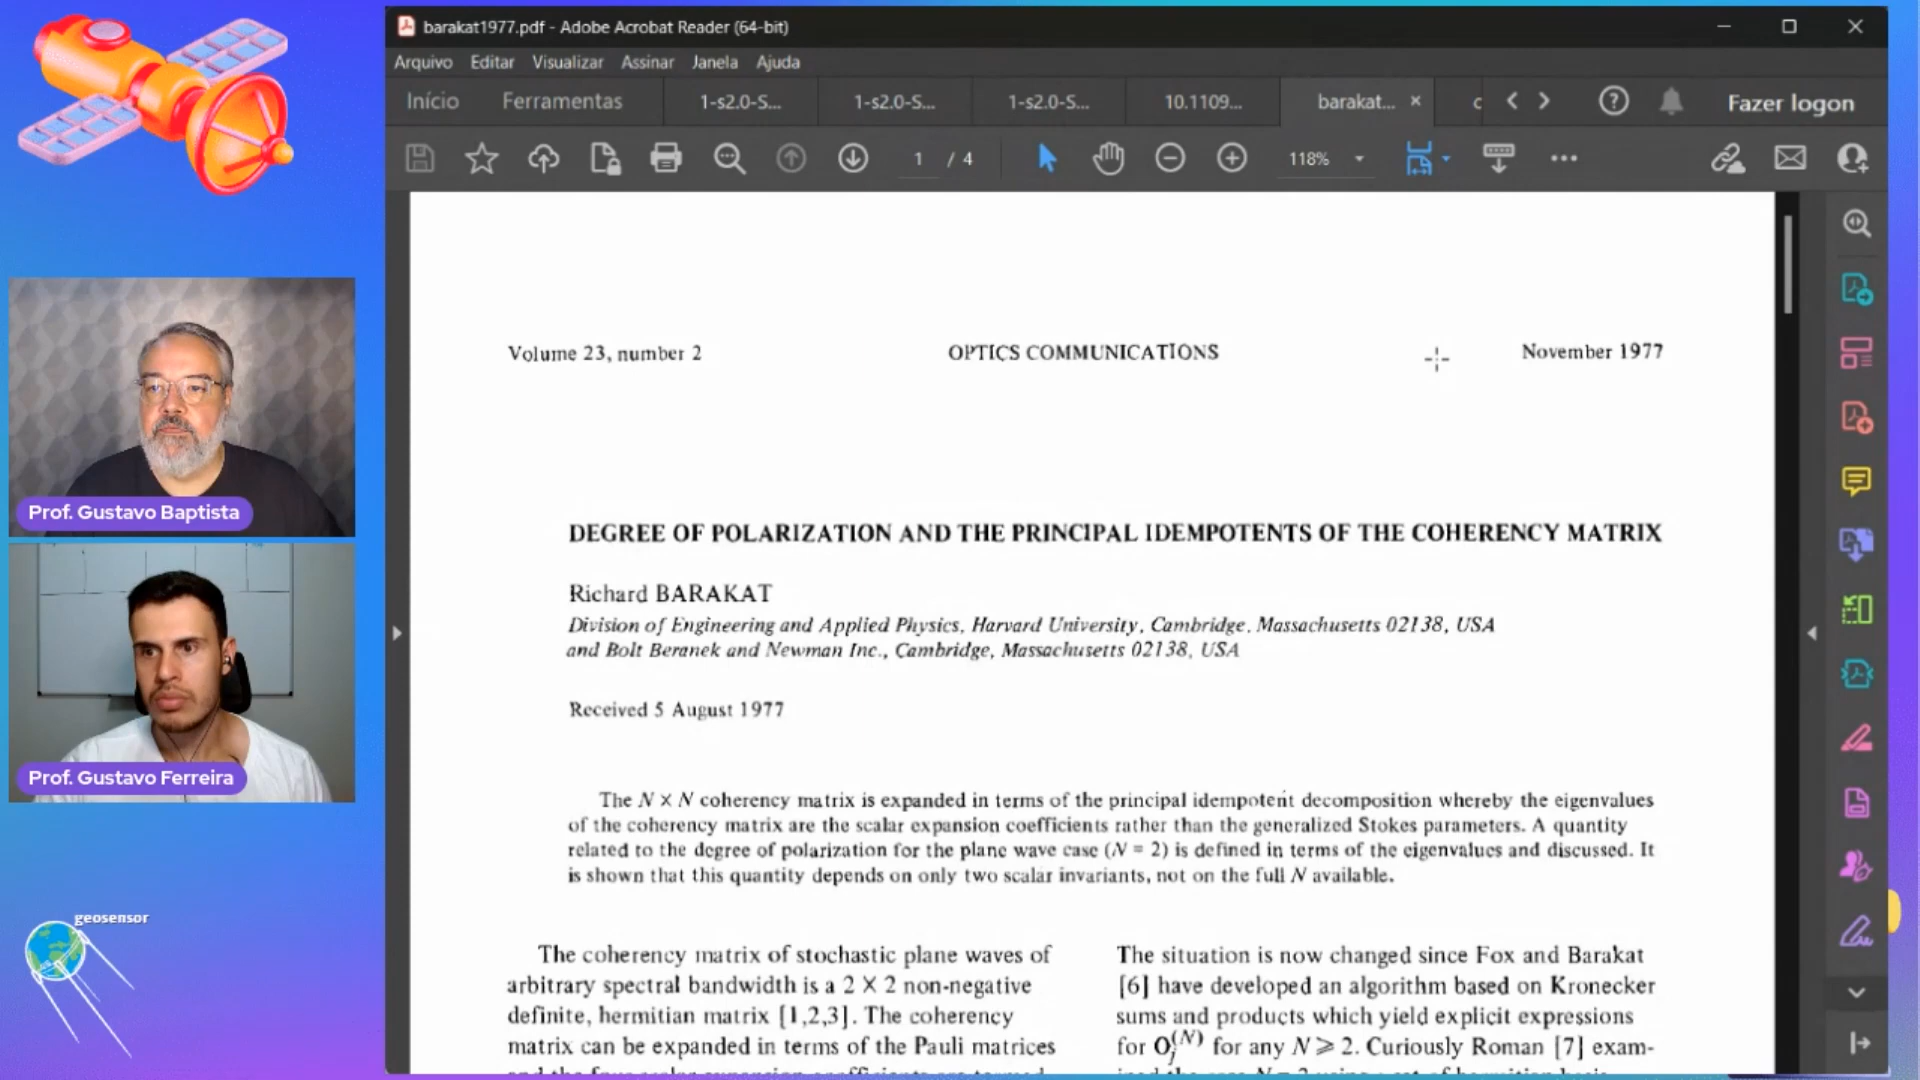 barakat1977.pdf - Adobe Acrobat Reader (64-bit)
Arquivo Editar Visualizar Assinar Janela Ajuda
Início Ferramentas 1-s2.0-S... 1-s2.0-S... 1-s2.0-S... 10.1109... barakat... Fazer logon
1 / 4 118%
Volume 23, number 2 OPTICS COMMUNICATIONS November 1977
DEGREE OF POLARIZATION AND THE PRINCIPAL IDEMPOTENTS OF THE COHERENCY MATRIX
Richard BARAKAT
Division of Engineering and Applied Physics, Harvard University, Cambridge, Massachusetts 02138, USA
and Bolt Beranek and Newman Inc., Cambridge, Massachusetts 02138, USA
Received 5 August 1977
The N × N coherency matrix is expanded in terms of the principal idempotent decomposition whereby the eigenvalues
of the coherency matrix are the scalar expansion coefficients rather than the generalized Stokes parameters. A quantity
related to the degree of polarization for the plane wave case (N = 2) is defined in terms of the eigenvalues and discussed. It
is shown that this quantity depends on only two scalar invariants, not on the full N available.
The coherency matrix of stochastic plane waves of
arbitrary spectral bandwidth is a 2 × 2 non-negative
definite, hermitian matrix [1,2,3]. The coherency
matrix can be expanded in terms of the Pauli matrices
The situation is now changed since Fox and Barakat
[6] have developed an algorithm based on Kronecker
sums and products which yield explicit expressions
for O_j^(N) for any N ≥ 2. Curiously Roman [7] exam-
Prof. Gustavo Baptista
Prof. Gustavo Ferreira
geosensor